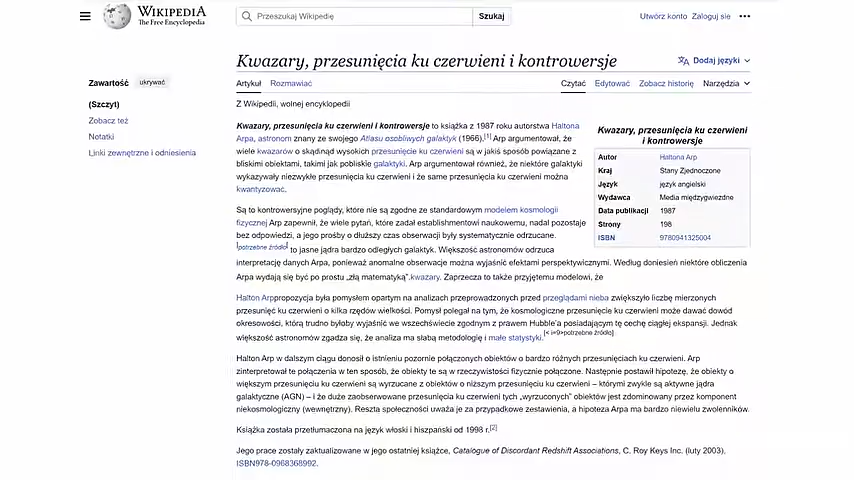 WIKIPEDIA
The Free Encyclopedia
Przeszukaj Wikipedię
Szukaj
Utwórz konto Zaloguj się •••
Kwazary, przesunięcia ku czerwieni i kontrowersje
Dodaj języki
Zawartość ukrywać
(Szczyt)
Zobacz też
Notatki
Linki zewnętrzne i odniesienia
Artykuł Rozmawiać
Czytać Edytować Zobacz historię Narzędzia
Z Wikipedii, wolnej encyklopedii
Kwazary, przesunięcia ku czerwieni i kontrowersje to książka z 1987 roku autorstwa Haltona
Arpa, astronom znany ze swojego Atlasu osobliwych galaktyk (1966).[1] Arp argumentował, że
wiele kwazarów o skądinąd wysokich przesunięcie ku czerwieni są w jakiś sposób powiązane z
bliskimi obiektami, takimi jak pobliskie galaktyki. Arp argumentował również, że niektóre galaktyki
wykazywały niezwykłe przesunięcia ku czerwieni i że same przesunięcia ku czerwieni można
kwantyzować.
Kwazary, przesunięcia ku czerwieni
i kontrowersje
Autor Haltona Arp
Kraj Stany Zjednoczone
Język język angielski
Wydawca Media międzygwiezdne
Data publikacji 1987
Strony 198
ISBN 9780941325004
Są to kontrowersyjne poglądy, które nie są zgodne ze standardowym modelem kosmologii
fizycznej Arp zapewnił, że wiele pytań, które zadał establishmentowi naukowemu, nadal pozostaje
bez odpowiedzi, a jego prośby o dłuższy czas obserwacji były systematycznie odrzucane.
[potrzebne źródło] to jasne jądra bardzo odległych galaktyk. Większość astronomów odrzuca
interpretację danych Arpa, ponieważ anomalne obserwacje można wyjaśnić efektami perspektywicznymi. Według doniesień niektóre obliczenia
Arpa wydają się być po prostu „złą matematyką”.kwazary. Zaprzecza to także przyjętemu modelowi, że
Halton Arppropozycja była pomysłem opartym na analizach przeprowadzonych przed przeglądami nieba zwiększyło liczbę mierzonych
przesunięć ku czerwieni o kilka rzędów wielkości. Pomysł polegał na tym, że kosmologiczne przesunięcie ku czerwieni może dawać dowód
okresowości, którą trudno byłoby wyjaśnić we wszechświecie zgodnym z prawem Hubble'a posiadającym tę cechę ciągłej ekspansji. Jednak
większość astronomów zgadza się, że analiza ma słabą metodologię i małe statystyki.[< i=9>potrzebne źródło]
Halton Arp w dalszym ciągu donosił o istnieniu pozornie połączonych obiektów o bardzo różnych przesunięciach ku czerwieni. Arp
zinterpretował te połączenia w ten sposób, że obiekty te są w rzeczywistości fizycznie połączone. Następnie postawił hipotezę, że obiekty o
większym przesunięciu ku czerwieni są wyrzucane z obiektów o niższym przesunięciu ku czerwieni – którymi zwykle są aktywne jądra
galaktyczne (AGN) – i że duże zaobserwowane przesunięcia ku czerwieni tych „wyrzuconych” obiektów jest zdominowany przez komponent
niekosmologiczny (wewnętrzny). Reszta społeczności uważa je za przypadkowe zestawienia, a hipoteza Arpa ma bardzo niewielu zwolenników.
Książka została przetłumaczona na język włoski i hiszpański od 1998 r.[2]
Jego prace zostały zaktualizowane w jego ostatniej książce, Catalogue of Discordant Redshift Associations, C. Roy Keys Inc. (luty 2003),
ISBN978-0968368992.